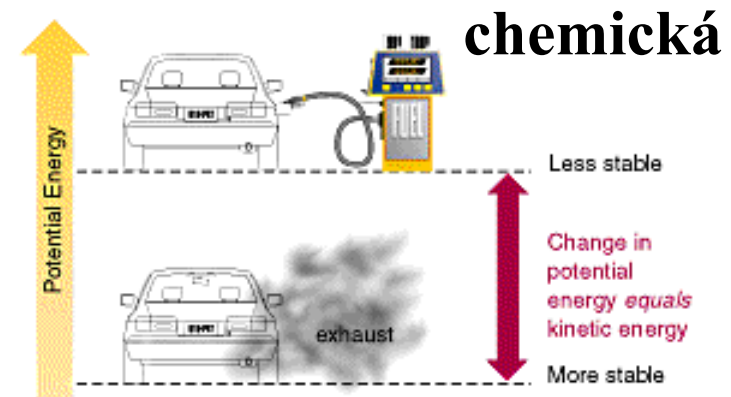 chemická
Potential Energy
FUEL
Less stable
Change in
potential
energy equals
kinetic energy
exhaust
More stable